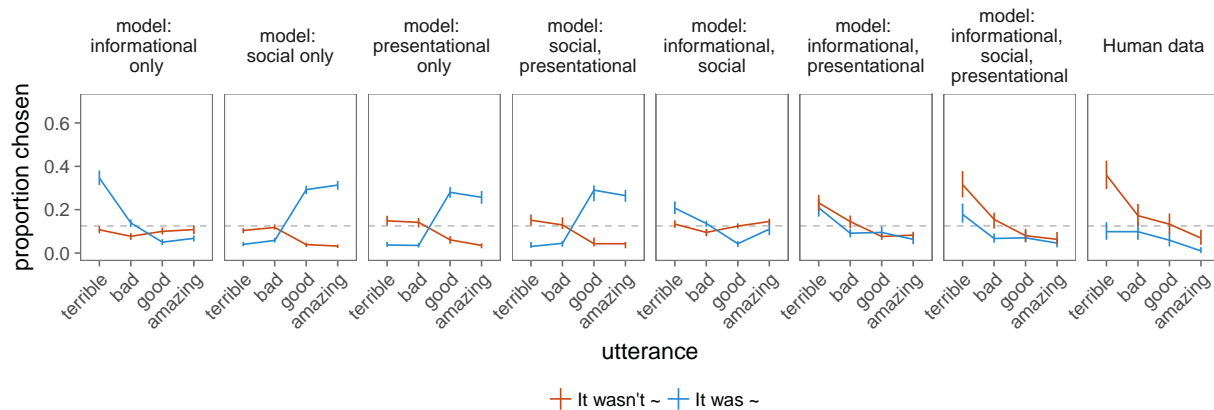 model:
informational
only
model:
social only
model:
presentational
only
model:
social,
presentational
model:
informational,
social
model:
informational,
presentational
model:
informational,
social,
presentational
Human data
proportion chosen
0.6
0.4
0.2
0.0
terrible
bad
good
amazing
terrible
bad
good
amazing
terrible
bad
good
amazing
terrible
bad
good
amazing
terrible
bad
good
amazing
terrible
bad
good
amazing
terrible
bad
good
amazing
terrible
bad
good
amazing
utterance
It wasn't ~ It was ~